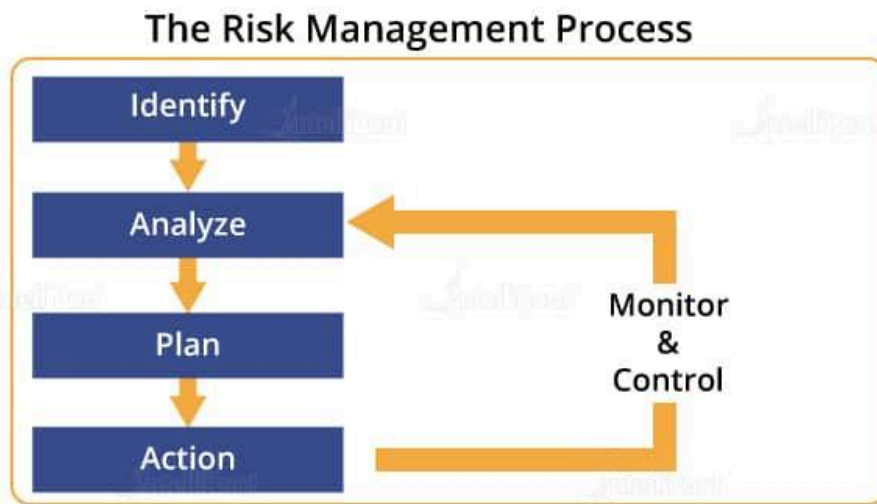 The Risk Management Process
Identify
Analyze
Plan
Monitor
&
Control
Action